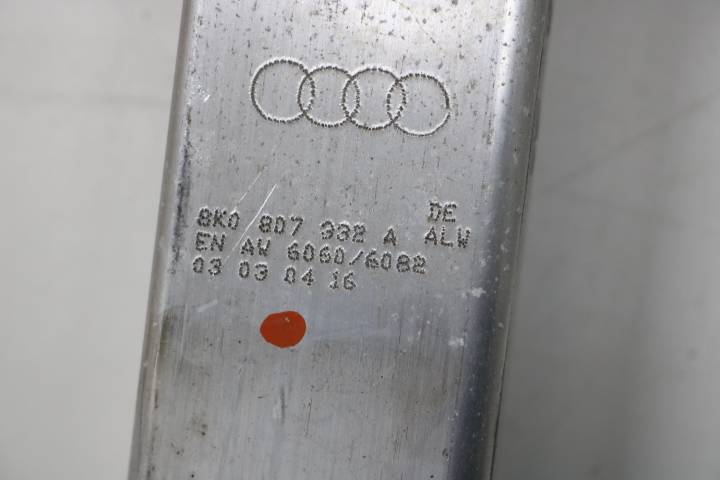 DE
8K0 807 332 A ALW
EN AW 6060/6082
03 03 04 16